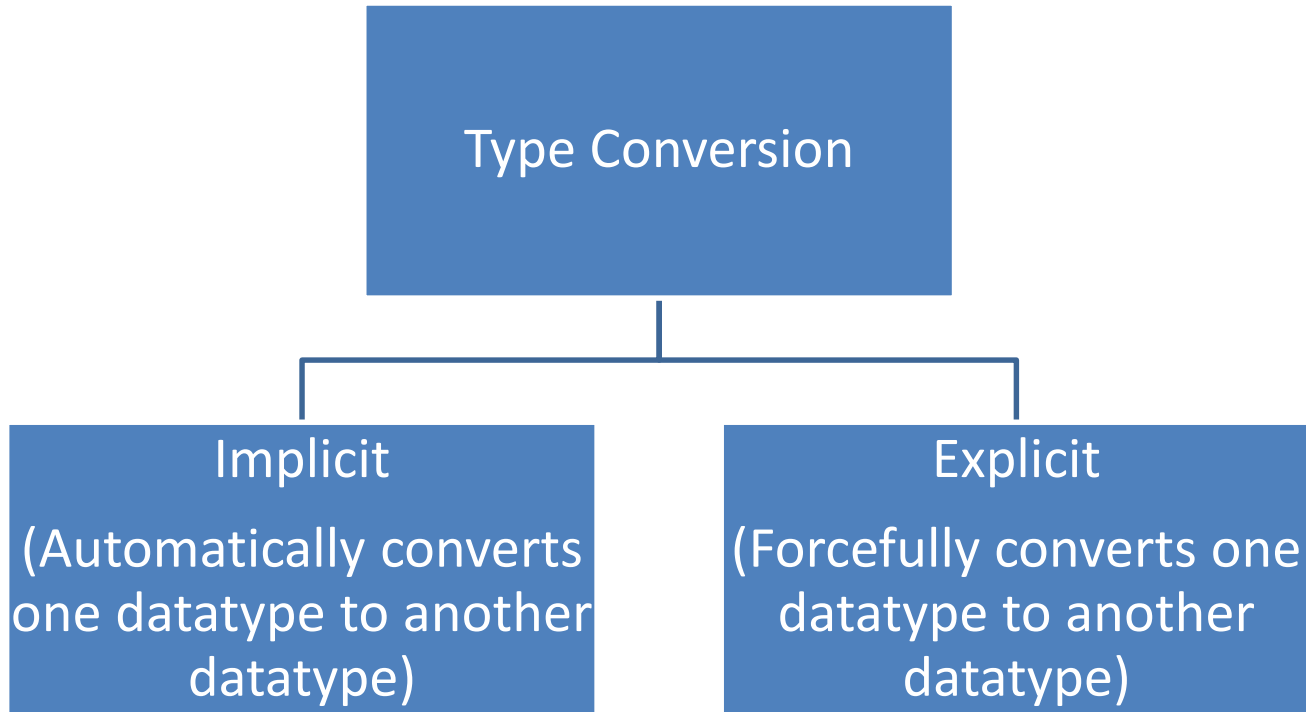 Type Conversion
Implicit
(Automatically converts
one datatype to another
datatype)
Explicit
(Forcefully converts one
datatype to another
datatype)